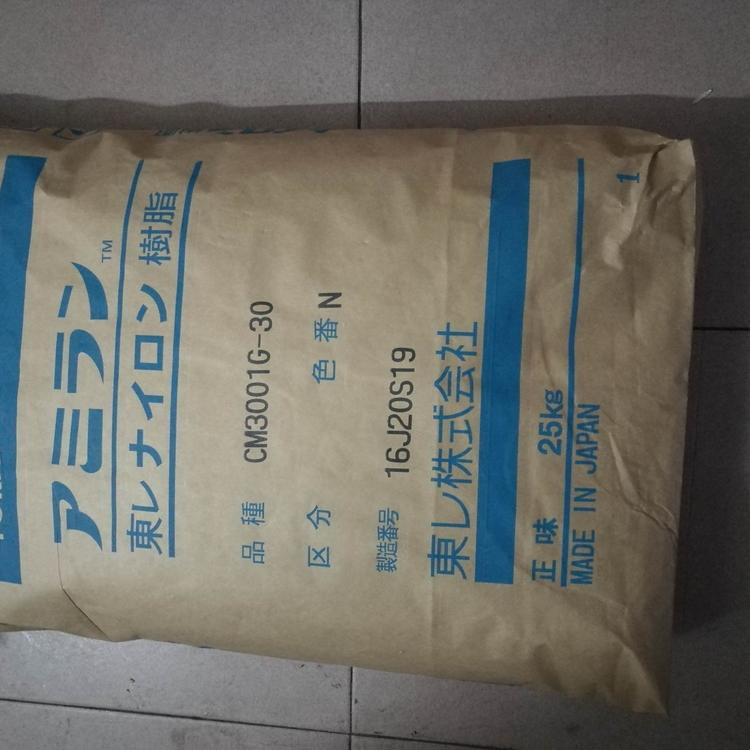 アミラン™
東レナイロン樹脂
品種 CM3001G-30
区分 色番 N
製造番号 16J20S19
東レ株式会社
正味 25kg
MADE IN JAPAN
1